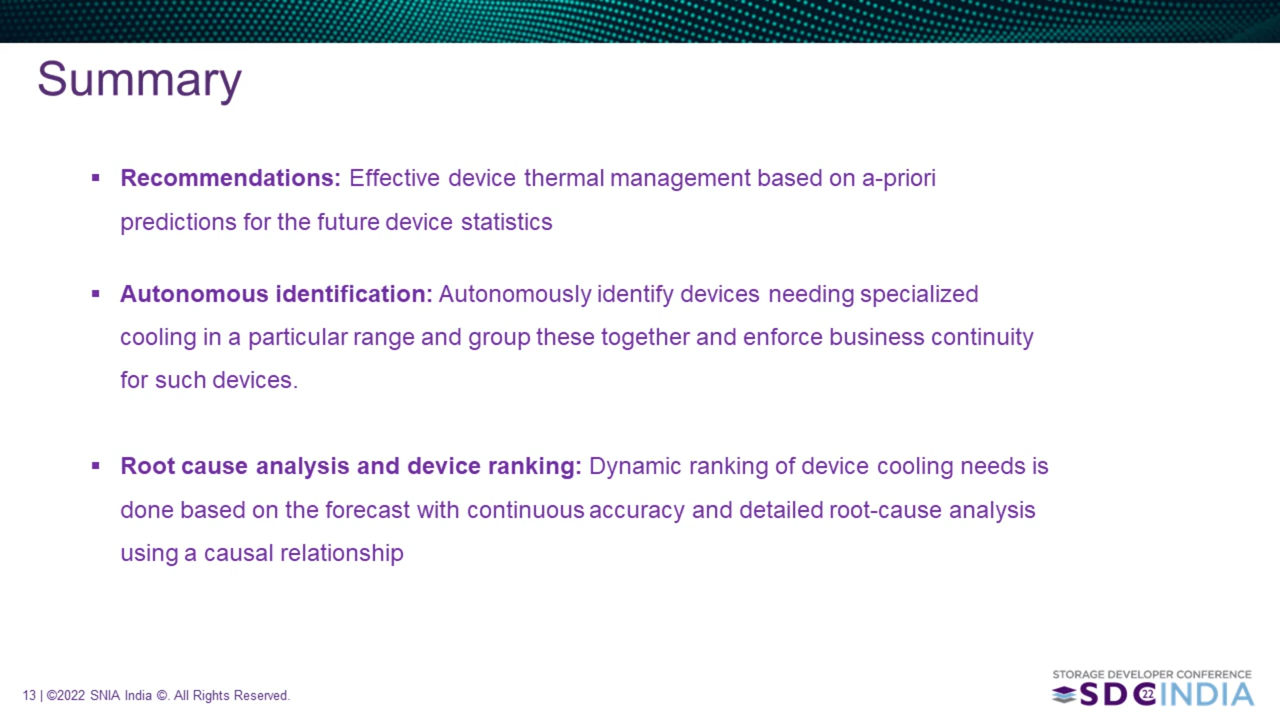 Summary
▪ Recommendations: Effective device thermal management based on a-priori
predictions for the future device statistics
▪ Autonomous identification: Autonomously identify devices needing specialized
cooling in a particular range and group these together and enforce business continuity
for such devices.
▪ Root cause analysis and device ranking: Dynamic ranking of device cooling needs is
done based on the forecast with continuous accuracy and detailed root-cause analysis
using a causal relationship
13 | ©2022 SNIA India ©. All Rights Reserved.
STORAGE DEVELOPER CONFERENCE
SDC 22 INDIA